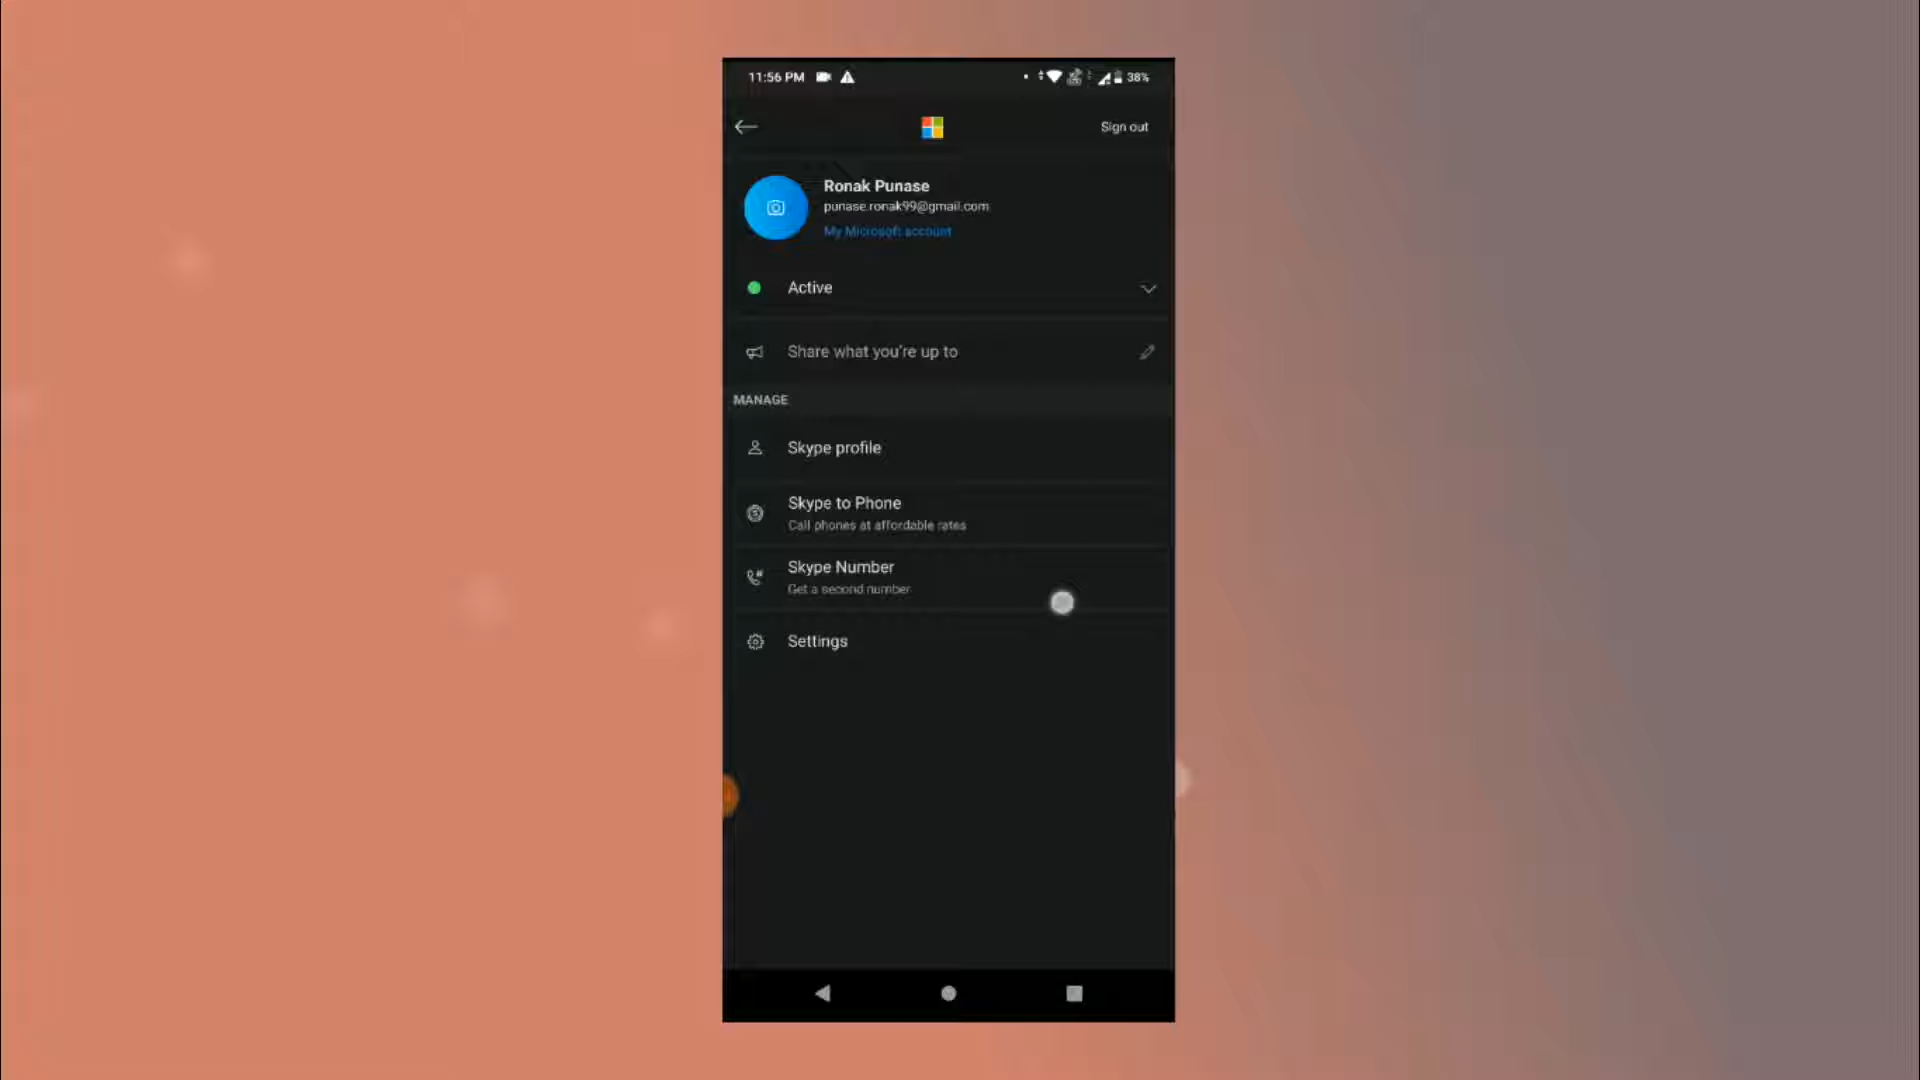 11:56 PM
38%
Sign out
Ronak Punase
punase.ronak99@gmail.com
My Microsoft account
Active
Share what you're up to
MANAGE
Skype profile
Skype to Phone
Call phones at affordable rates
Skype Number
Get a second number
Settings